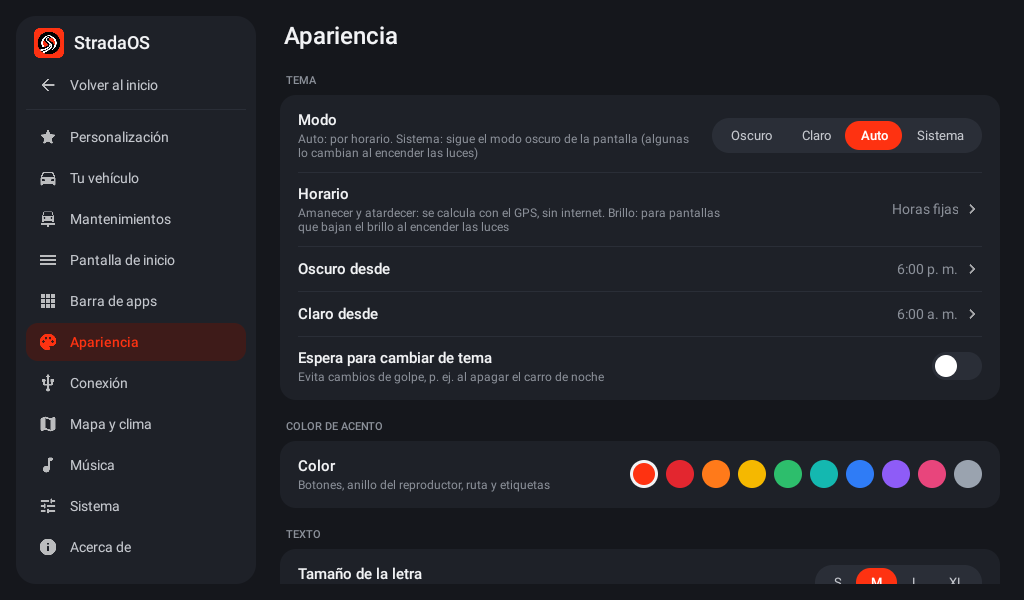 StradaOS
Volver al inicio
Personalización
Tu vehículo
Mantenimientos
Pantalla de inicio
Barra de apps
Apariencia
Conexión
Mapa y clima
Música
Sistema
Acerca de
Apariencia
TEMA
Modo
Auto: por horario. Sistema: sigue el modo oscuro de la pantalla (algunas
lo cambian al encender las luces)
Oscuro Claro Auto Sistema
Horario
Amanecer y atardecer: se calcula con el GPS, sin internet. Brillo: para pantallas
que bajan el brillo al encender las luces
Horas fijas
Oscuro desde
6:00 p. m.
Claro desde
6:00 a. m.
Espera para cambiar de tema
Evita cambios de golpe, p. ej. al apagar el carro de noche
COLOR DE ACENTO
Color
Botones, anillo del reproductor, ruta y etiquetas
TEXTO
Tamaño de la letra
S M L XL